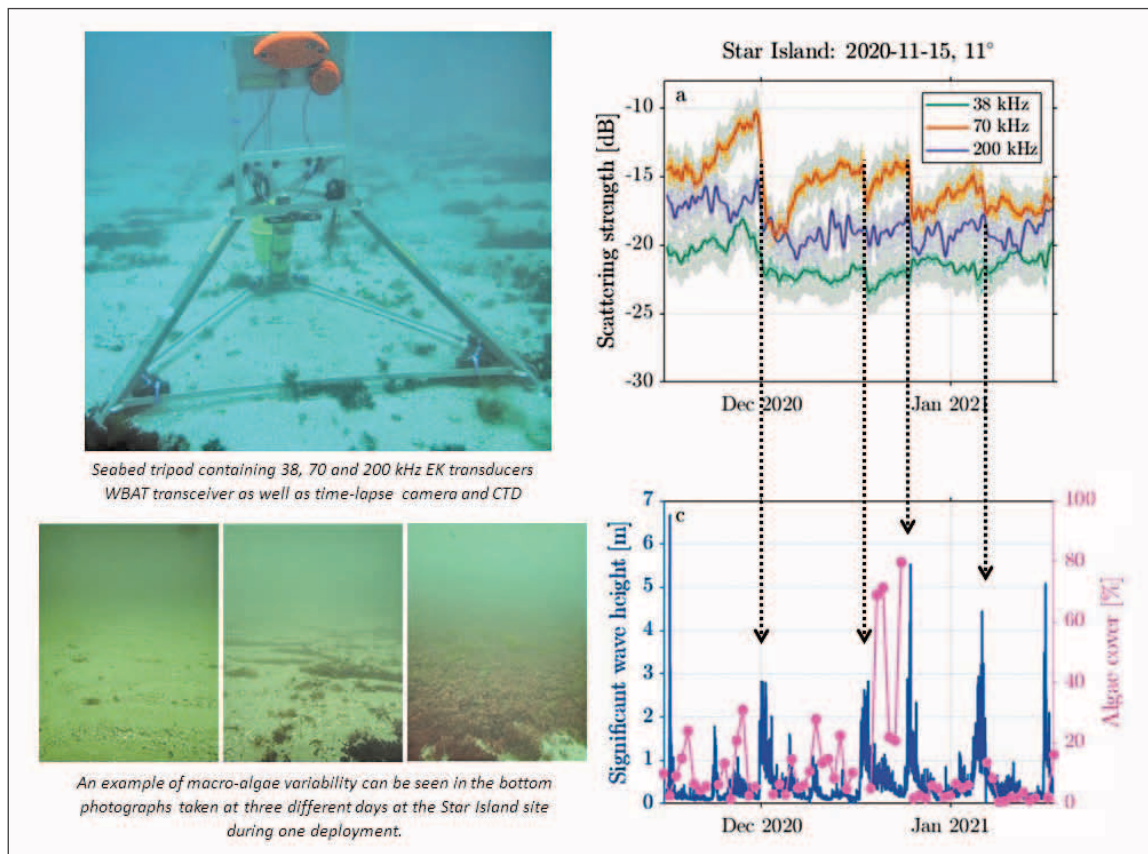 Seabed tripod containing 38, 70 and 200 kHz EK transducers
WBAT transceiver as well as time-lapse camera and CTD
An example of macro-algae variability can be seen in the bottom
photographs taken at three different days at the Star Island site
during one deployment.
Star Island: 2020-11-15, 11°
a
38 kHz
70 kHz
200 kHz
Scattering strength [dB]
-10
-15
-20
-25
-30
Dec 2020
Jan 2021
c
Significant wave height [m]
7
6
5
4
3
2
1
0
Algae cover [%]
100
80
60
40
20
0
Dec 2020
Jan 2021